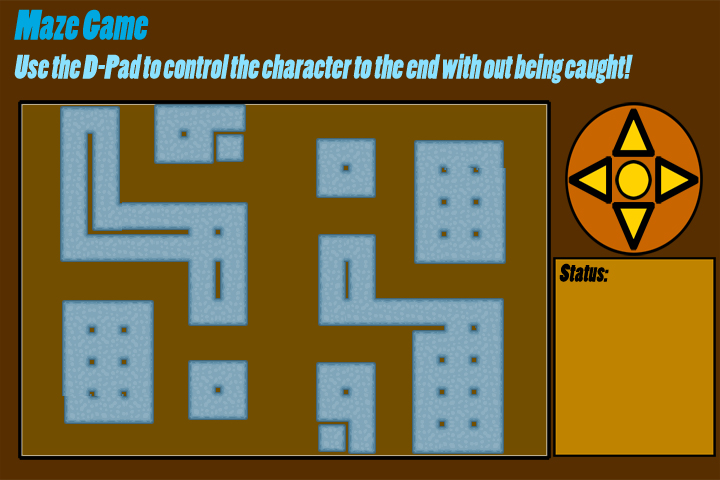 Maze Game
Use the D-Pad to control the character to the end with out being caught!
Status: